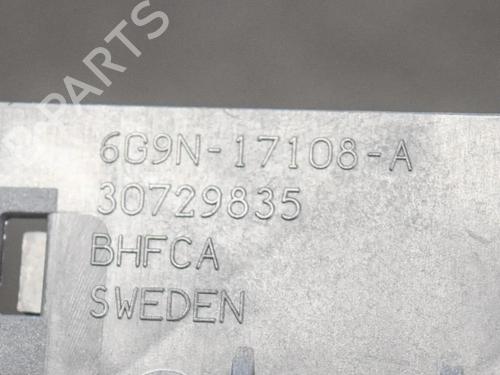 6G9N-17108-A
30729835
BHFCA
SWEDEN
B-PARTS